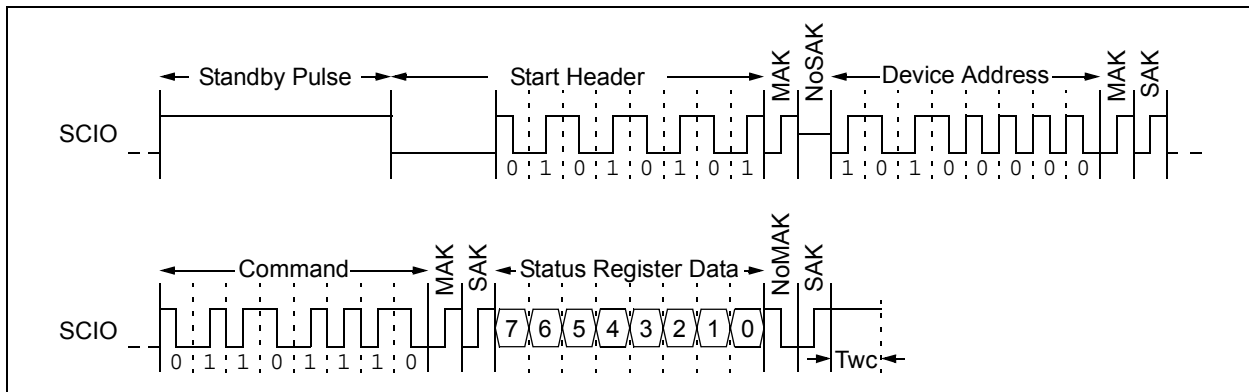 Standby Pulse Start Header MAK NoSAK Device Address MAK SAK
SCIO
0 1 0 1 0 1 0 1 1 0 1 0 0 0 0 0
Command MAK SAK Status Register Data NoMAK SAK
SCIO 7 6 5 4 3 2 1 0
0 1 1 0 1 1 1 0 Twc